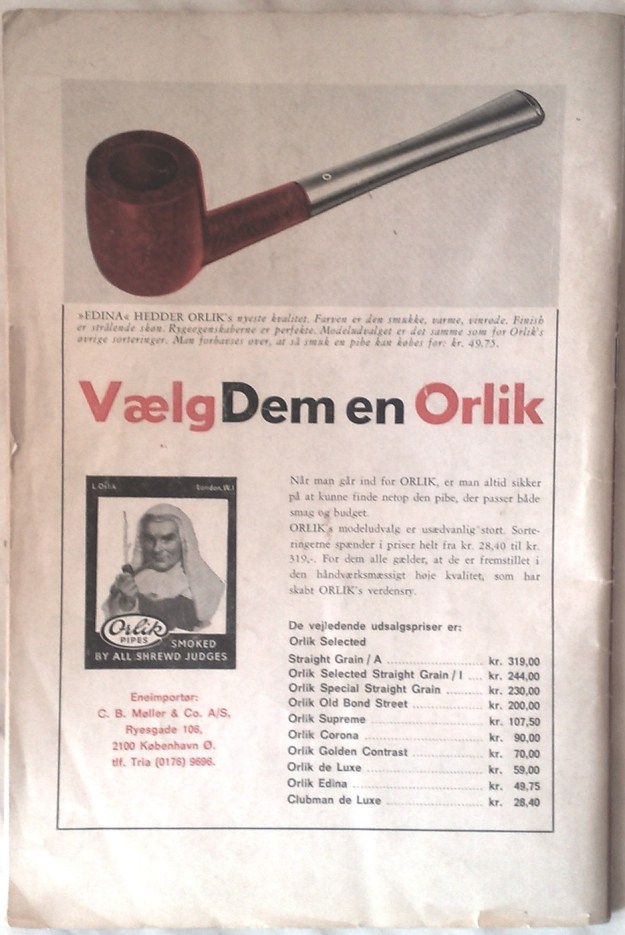 »EDINA« HEDDER ORLIK's nyeste kvalitet. Farven er den smukke, varme, vinrøde. Finish
er strålende skøn. Rygeegenskaberne er perfekte. Modeludvalget er det samme som for Orlik's
øvrige sorteringer. Man forbavses over, at så smuk en pibe kan købes for: kr. 49,75.
Vælg Dem en Orlik
L. Orlik London, W.1
Orlik
PIPES
SMOKED
BY ALL SHREWD JUDGES
Eneimportør:
C. B. Møller & Co. A/S,
Ryesgade 106,
2100 København Ø.
tlf. Tria (0176) 9696.
Når man går ind for ORLIK, er man altid sikker
på at kunne finde netop den pibe, der passer både
smag og budget.
ORLIK's modeludvalg er usædvanlig stort. Sorte-
ringerne spænder i priser helt fra kr. 28,40 til kr.
319,-. For dem alle gælder, at de er fremstillet i
den håndværksmæssigt høje kvalitet, som har
skabt ORLIK's verdensry.
De vejledende udsalgspriser er:
Orlik Selected
Straight Grain / A kr. 319,00
Orlik Selected Straight Grain / I kr. 244,00
Orlik Special Straight Grain kr. 230,00
Orlik Old Bond Street kr. 200,00
Orlik Supreme kr. 107,50
Orlik Corona kr. 90,00
Orlik Golden Contrast kr. 70,00
Orlik de Luxe kr. 59,00
Orlik Edina kr. 49,75
Clubman de Luxe kr. 28,40